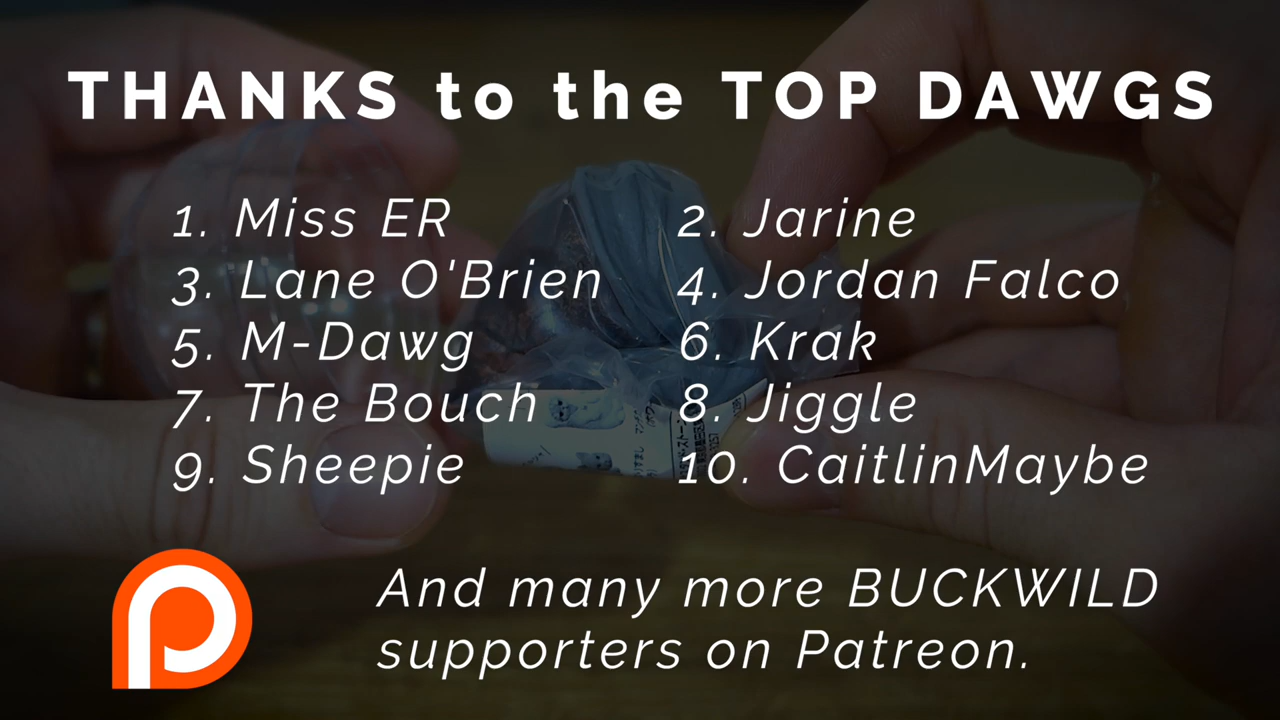 THANKS to the TOP DAWGS
1. Miss ER
2. Jarine
3. Lane O'Brien
4. Jordan Falco
5. M-Dawg
6. Krak
7. The Bouch
8. Jiggle
9. Sheepie
10. CaitlinMaybe
And many more BUCKWILD
supporters on Patreon.